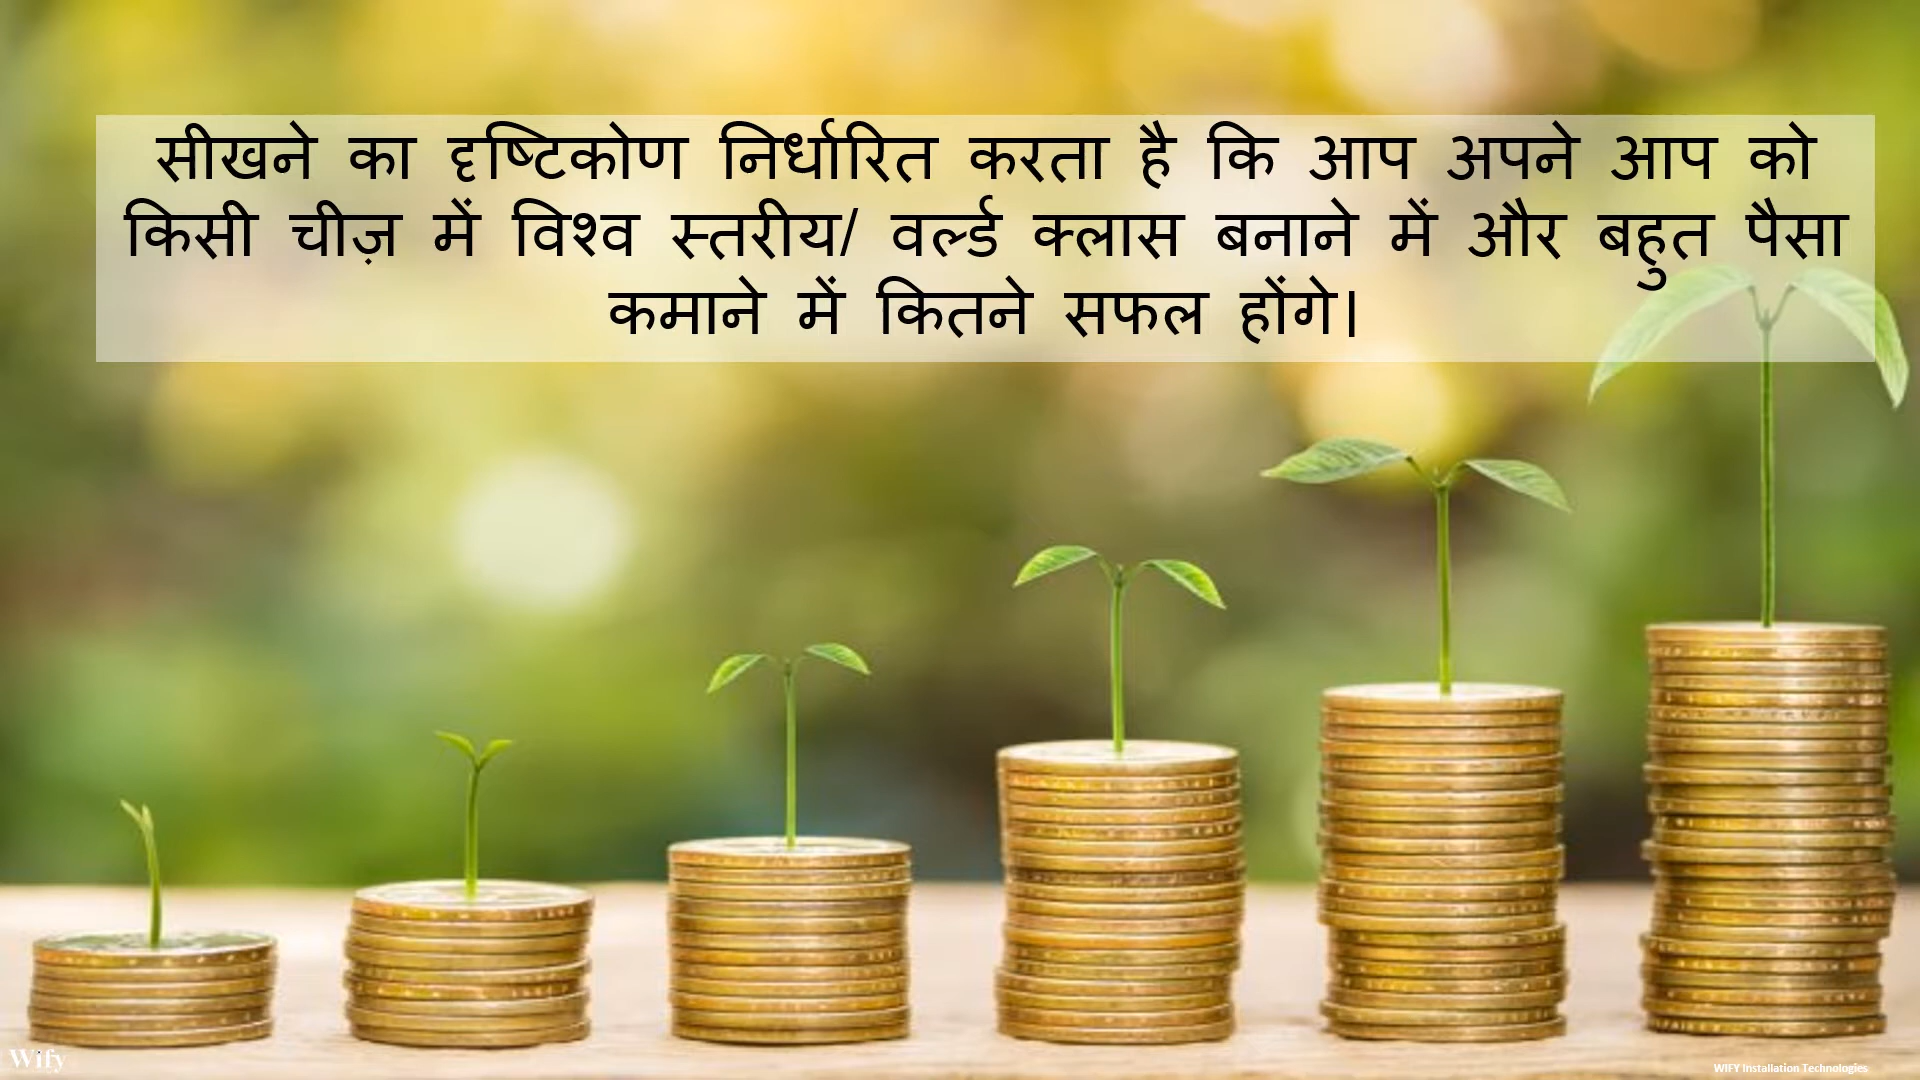 सीखने का दृष्टिकोण निर्धारित करता है कि आप अपने आप को
किसी चीज़ में विश्व स्तरीय/ वर्ल्ड क्लास बनाने में और बहुत पैसा
कमाने में कितने सफल होंगे।
Wify
WIFY Installation Technologies